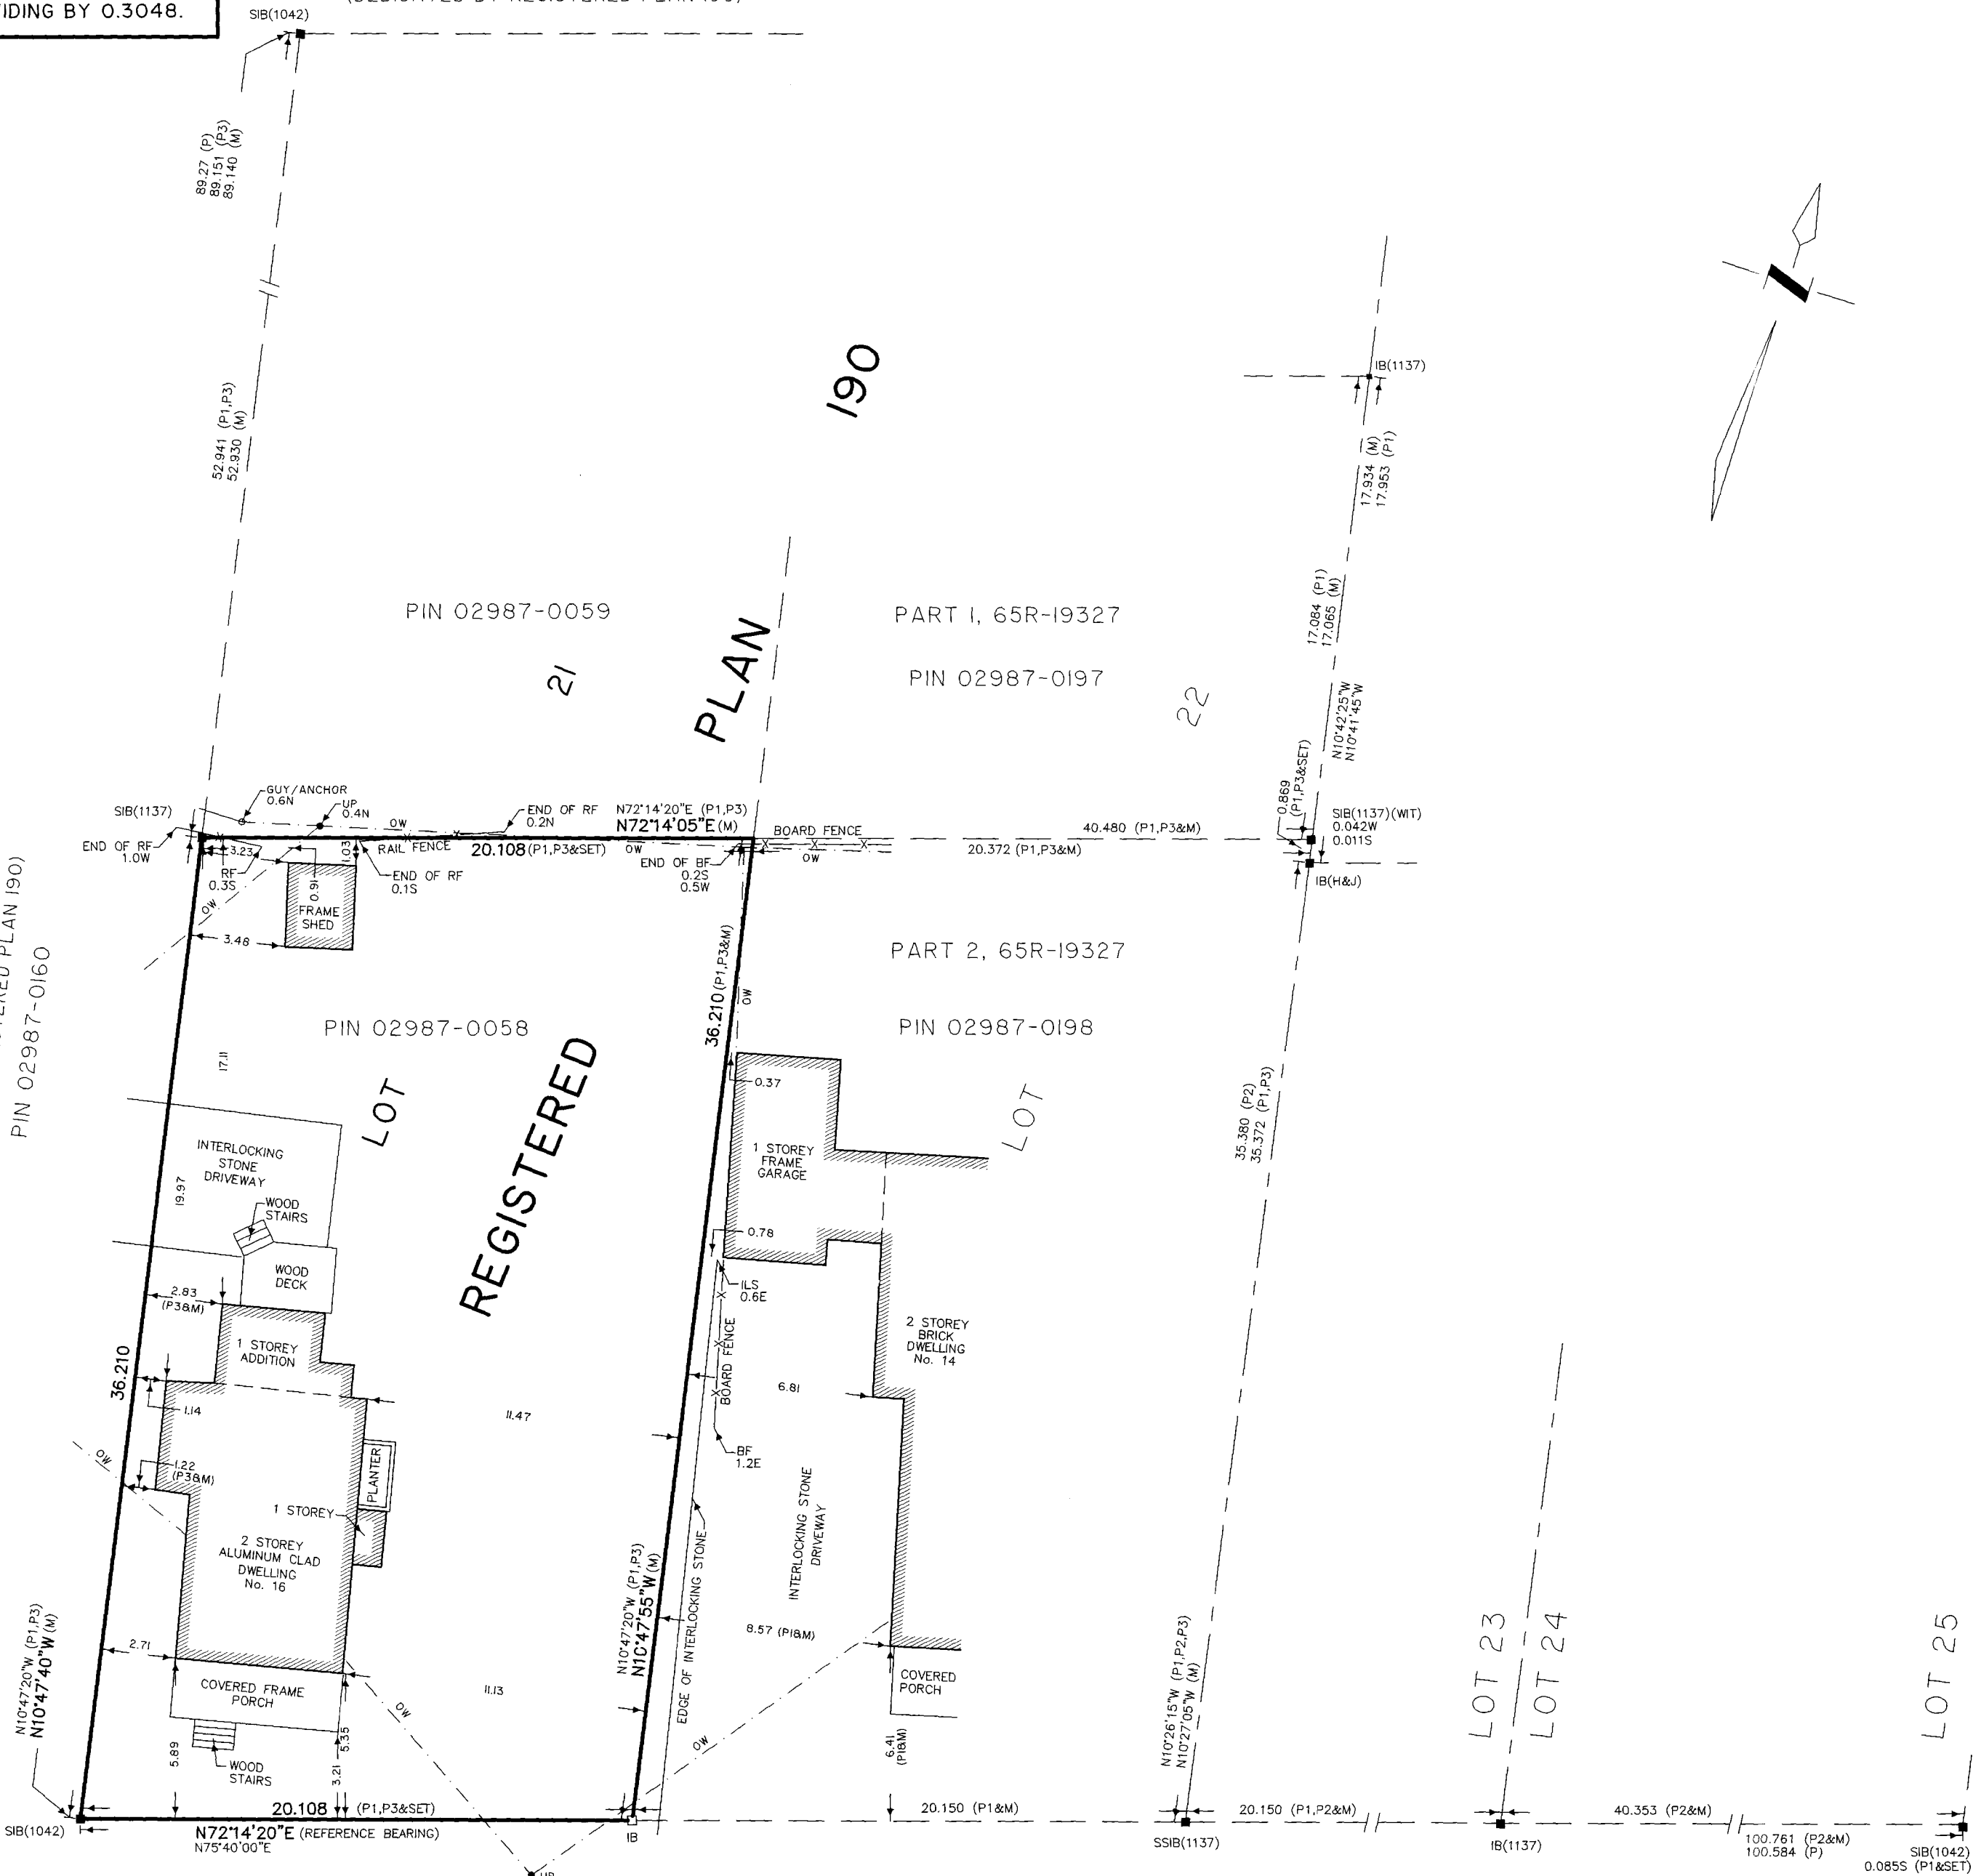 IDING BY 0.3048.
SIB(1042)
89.27 (P)
89.151 (P3)
89.140 (M)
52.941 (P1,P3)
52.930 (M)
190
IB(1137)
17.934 (M)
17.953 (P1)
17.084 (P1)
17.065 (M)
N10°42'25"W
N10°41'45"W
PIN 02987-0059
21
PLAN
PART 1, 65R-19327
PIN 02987-0197
22
0.869
(P1,P3&SET)
SIB(1137)(WIT)
0.042W
0.011S
IB(H&J)
SIB(1137)
GUY/ANCHOR
0.6N
UP
0.4N
OW
END OF RF
0.2N
N72°14'20"E (P1,P3)
N72°14'05"E (M)
BOARD FENCE
40.480 (P1,P3&M)
END OF RF
1.0W
3.23
RF
0.3S
1.03
RAIL FENCE
20.108 (P1,P3&SET)
OW
END OF BF
0.2S
0.5W
OW
20.372 (P1,P3&M)
END OF RF
0.1S
0.91
FRAME
SHED
OW
3.48
TERED PLAN 190)
PIN 02987-0160
PIN 02987-0058
36.210 (P1,P3&M)
OW
PART 2, 65R-19327
PIN 02987-0198
17.11
LOT
REGISTERED
0.37
1 STOREY
FRAME
GARAGE
LOT
35.380 (P2)
35.372 (P1,P3)
INTERLOCKING
STONE
DRIVEWAY
19.97
WOOD
STAIRS
WOOD
DECK
0.78
ILS
0.6E
2.83
(P3&M)
1 STOREY
ADDITION
BOARD FENCE
2 STOREY
BRICK
DWELLING
No. 14
36.210
1.14
11.47
6.81
BF
1.2E
OW
1.22
(P3&M)
PLANTER
1 STOREY
2 STOREY
ALUMINUM CLAD
DWELLING
No. 16
INTERLOCKING STONE
DRIVEWAY
EDGE OF INTERLOCKING STONE
N10°47'20"W (P1,P3)
N10°47'55"W (M)
8.57 (P1&M)
N10°47'20"W (P1,P3)
N10°47'40"W (M)
2.71
COVERED FRAME
PORCH
11.13
OW
COVERED
PORCH
N10°26'15"W (P1,P2,P3)
N10°27'05"W (M)
LOT 23
LOT 24
LOT 25
WOOD
STAIRS
5.89
5.35
3.21
OW
6.41
(P1&M)
SIB(1042)
20.108 (P1,P3&SET)
N72°14'20"E (REFERENCE BEARING)
N75°40'00"E
IB
20.150 (P1&M)
SSIB(1137)
20.150 (P1,P2&M)
IB(1137)
40.353 (P2&M)
100.761 (P2&M)
100.584 (P)
SIB(1042)
0.085S (P1&SET)